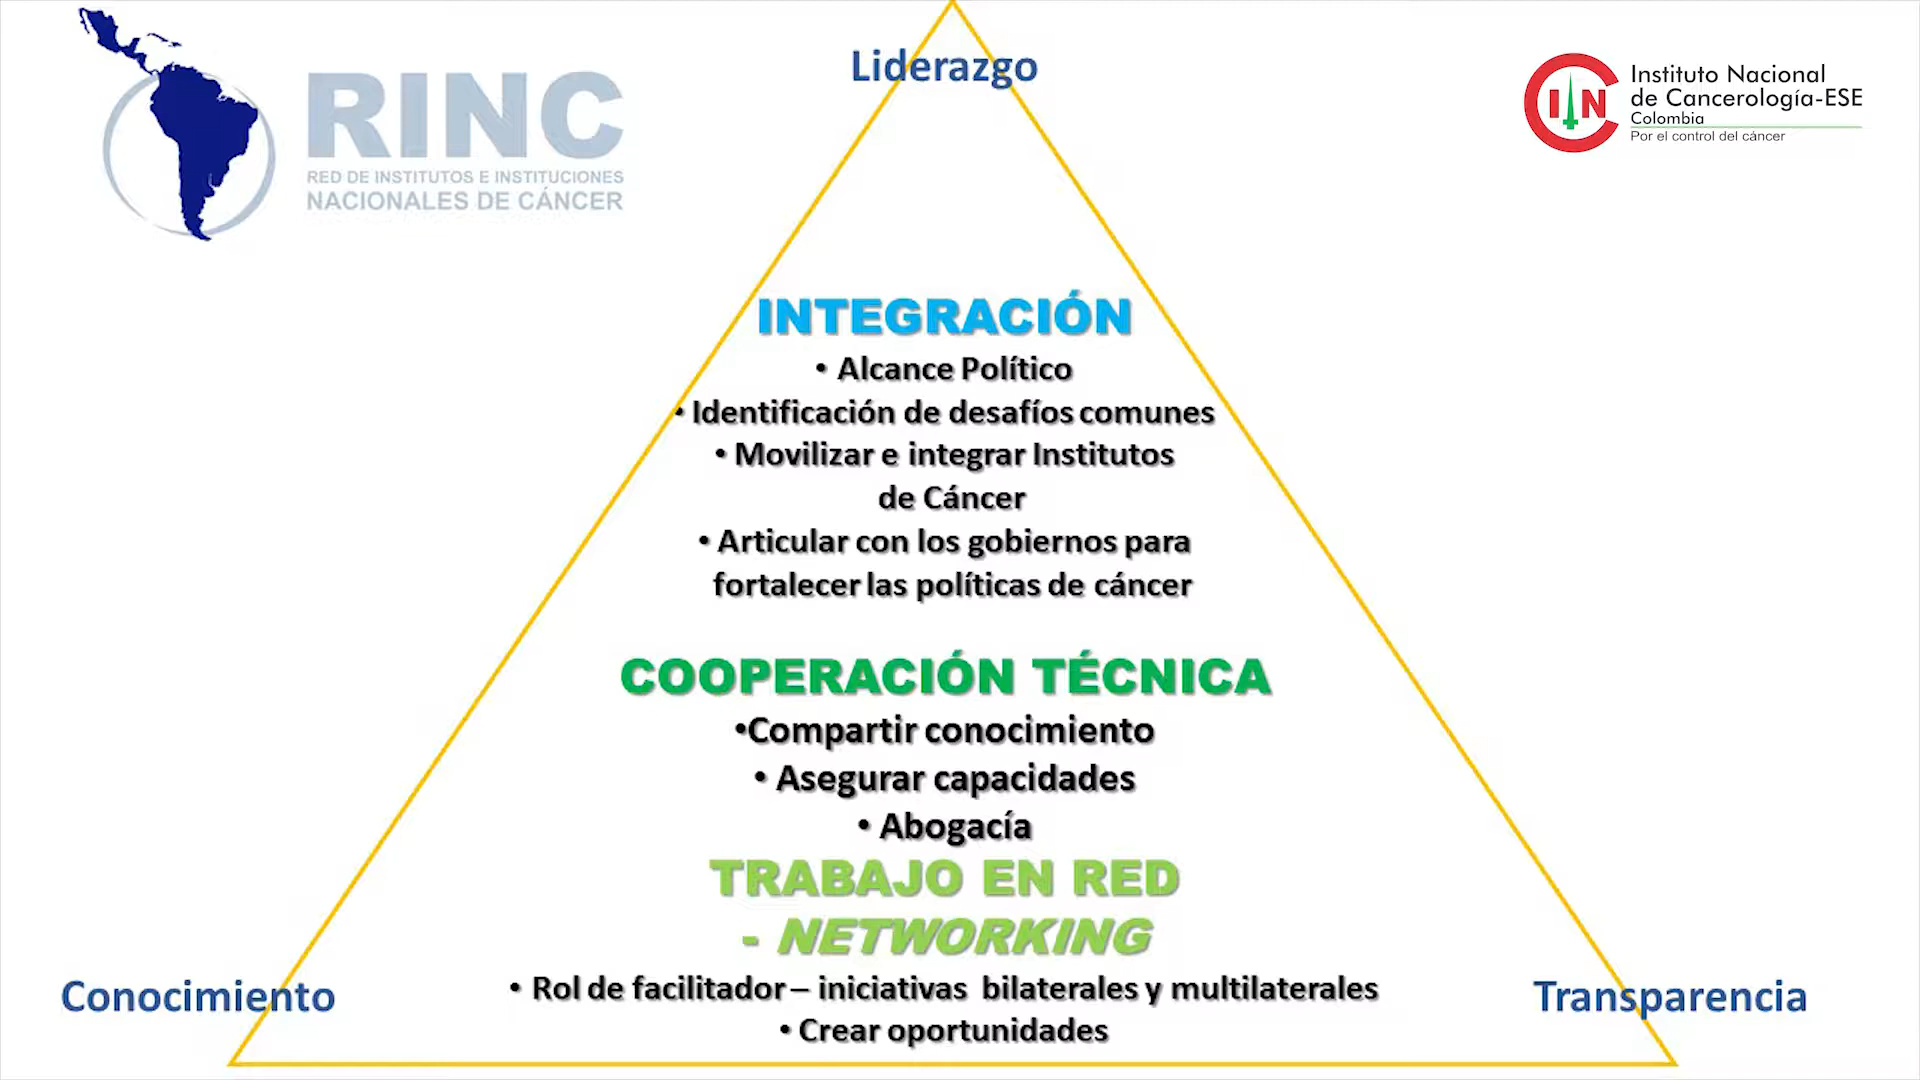 Liderazgo
RINC
RED DE INSTITUTOS E INSTITUCIONES
NACIONALES DE CÁNCER
CIN
Instituto Nacional
de Cancerología-ESE
Colombia
Por el control del cáncer
INTEGRACIÓN
• Alcance Político
• Identificación de desafíos comunes
• Movilizar e integrar Institutos
de Cáncer
• Articular con los gobiernos para
fortalecer las políticas de cáncer
COOPERACIÓN TÉCNICA
•Compartir conocimiento
• Asegurar capacidades
• Abogacía
TRABAJO EN RED
- NETWORKING
• Rol de facilitador – iniciativas bilaterales y multilaterales
• Crear oportunidades
Conocimiento
Transparencia